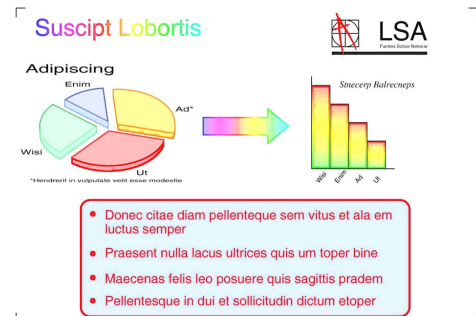 Suscipt Lobortis
LSA
Adipiscing
Enim
Ad*
Wisi
Ut
*Hendrerit in vulputate velit esse modestie
Stnecerp Balrecneps
Wisi
Enim
Ad
Ut
• Donec citae diam pellenteque sem vitus et ala em
luctus semper
• Praesent nulla lacus ultrices quis um toper bine
• Maecenas felis leo posuere quis sagittis pradem
• Pellentesque in dui et sollicitudin dictum etoper